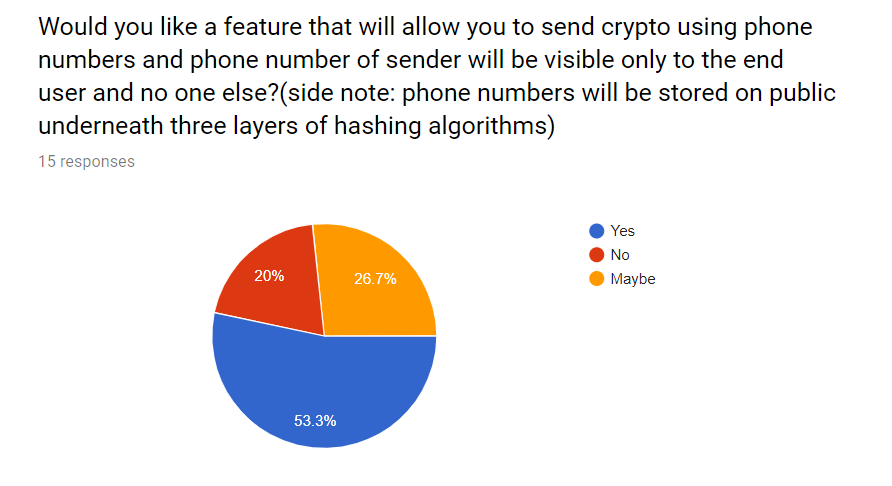 Would you like a feature that will allow you to send crypto using phone
numbers and phone number of sender will be visible only to the end
user and no one else?(side note: phone numbers will be stored on public
underneath three layers of hashing algorithms)
15 responses
Yes
No
Maybe
20%
26.7%
53.3%